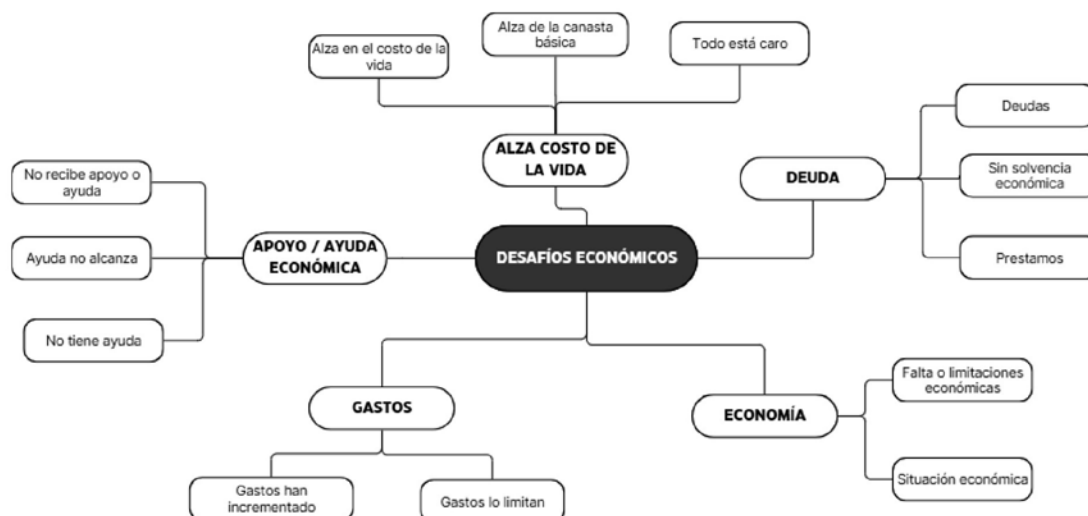 Alza en el costo de la
vida
Alza de la canasta
básica
Todo está caro
ALZA COSTO DE
LA VIDA
Deudas
DEUDA
Sin solvencia
económica
Prestamos
No recibe apoyo o
ayuda
Ayuda no alcanza
No tiene ayuda
APOYO / AYUDA
ECONÓMICA
DESAFÍOS ECONÓMICOS
GASTOS
Gastos han
incrementado
Gastos lo limitan
ECONOMÍA
Falta o limitaciones
económicas
Situación económica